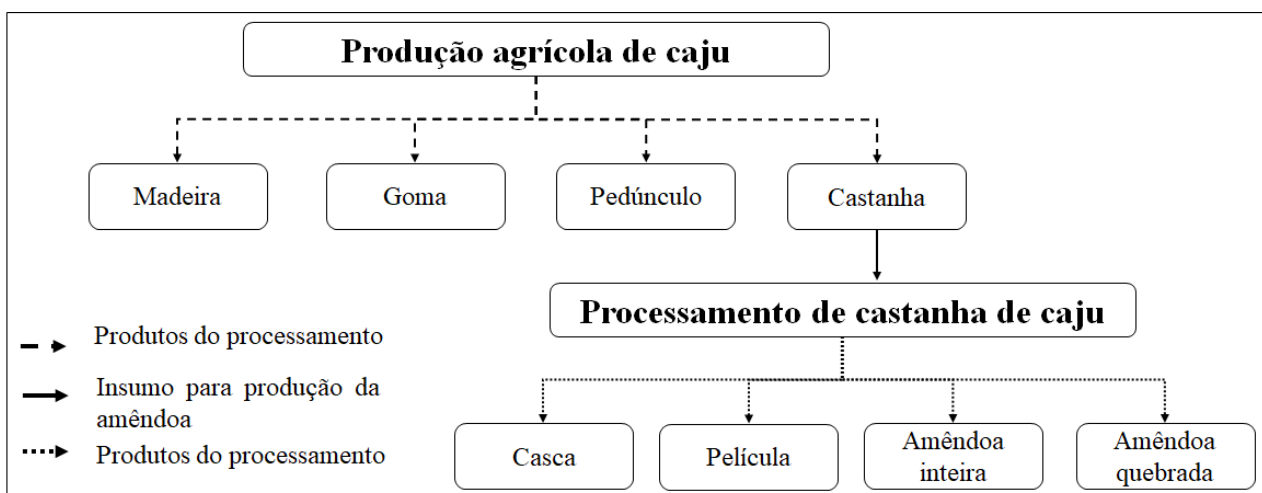 Produção agrícola de caju
Madeira
Goma
Pedúnculo
Castanha
Processamento de castanha de caju
Produtos do processamento
Insumo para produção da
amêndoa
Produtos do processamento
Casca
Película
Amêndoa
inteira
Amêndoa
quebrada